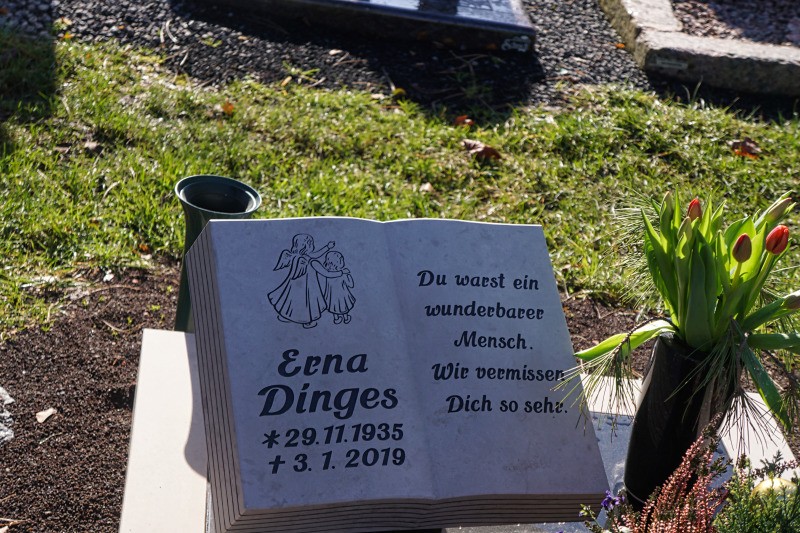 Erna
Dinges
* 29.11.1935
✝ 3. 1. 2019
Du warst ein
wunderbarer
Mensch.
Wir vermissen
Dich so sehr.